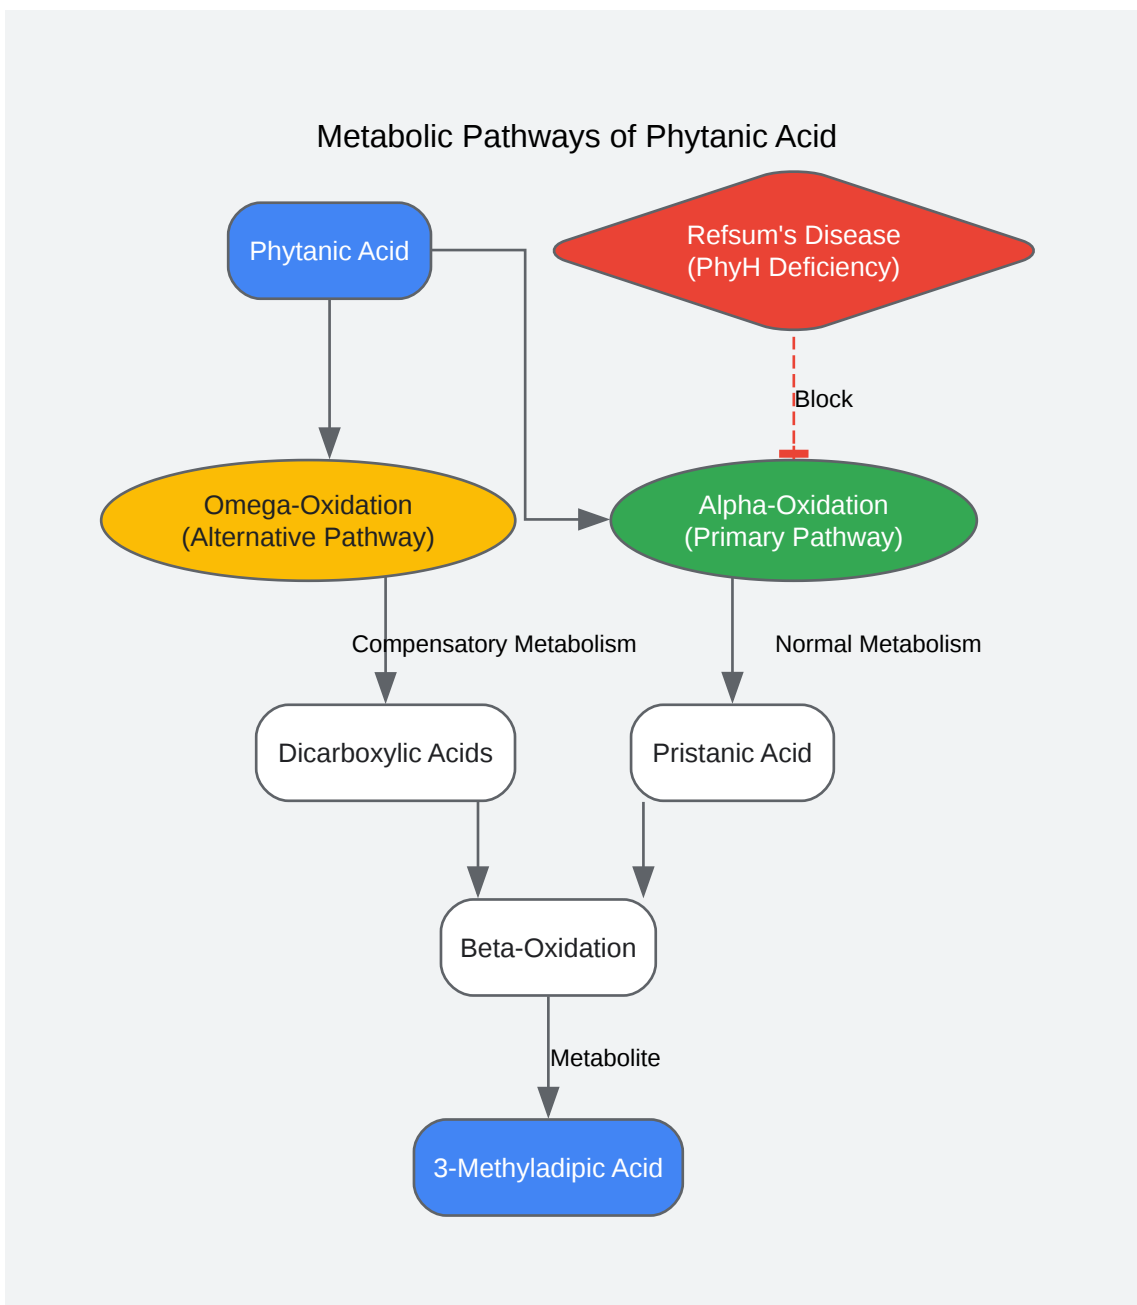 Metabolic Pathways of Phytanic Acid
Phytanic Acid
Refsum's Disease
(PhyH Deficiency)
Block
Omega-Oxidation
(Alternative Pathway)
Alpha-Oxidation
(Primary Pathway)
Compensatory Metabolism
Normal Metabolism
Dicarboxylic Acids
Pristanic Acid
Beta-Oxidation
Metabolite
3-Methyladipic Acid